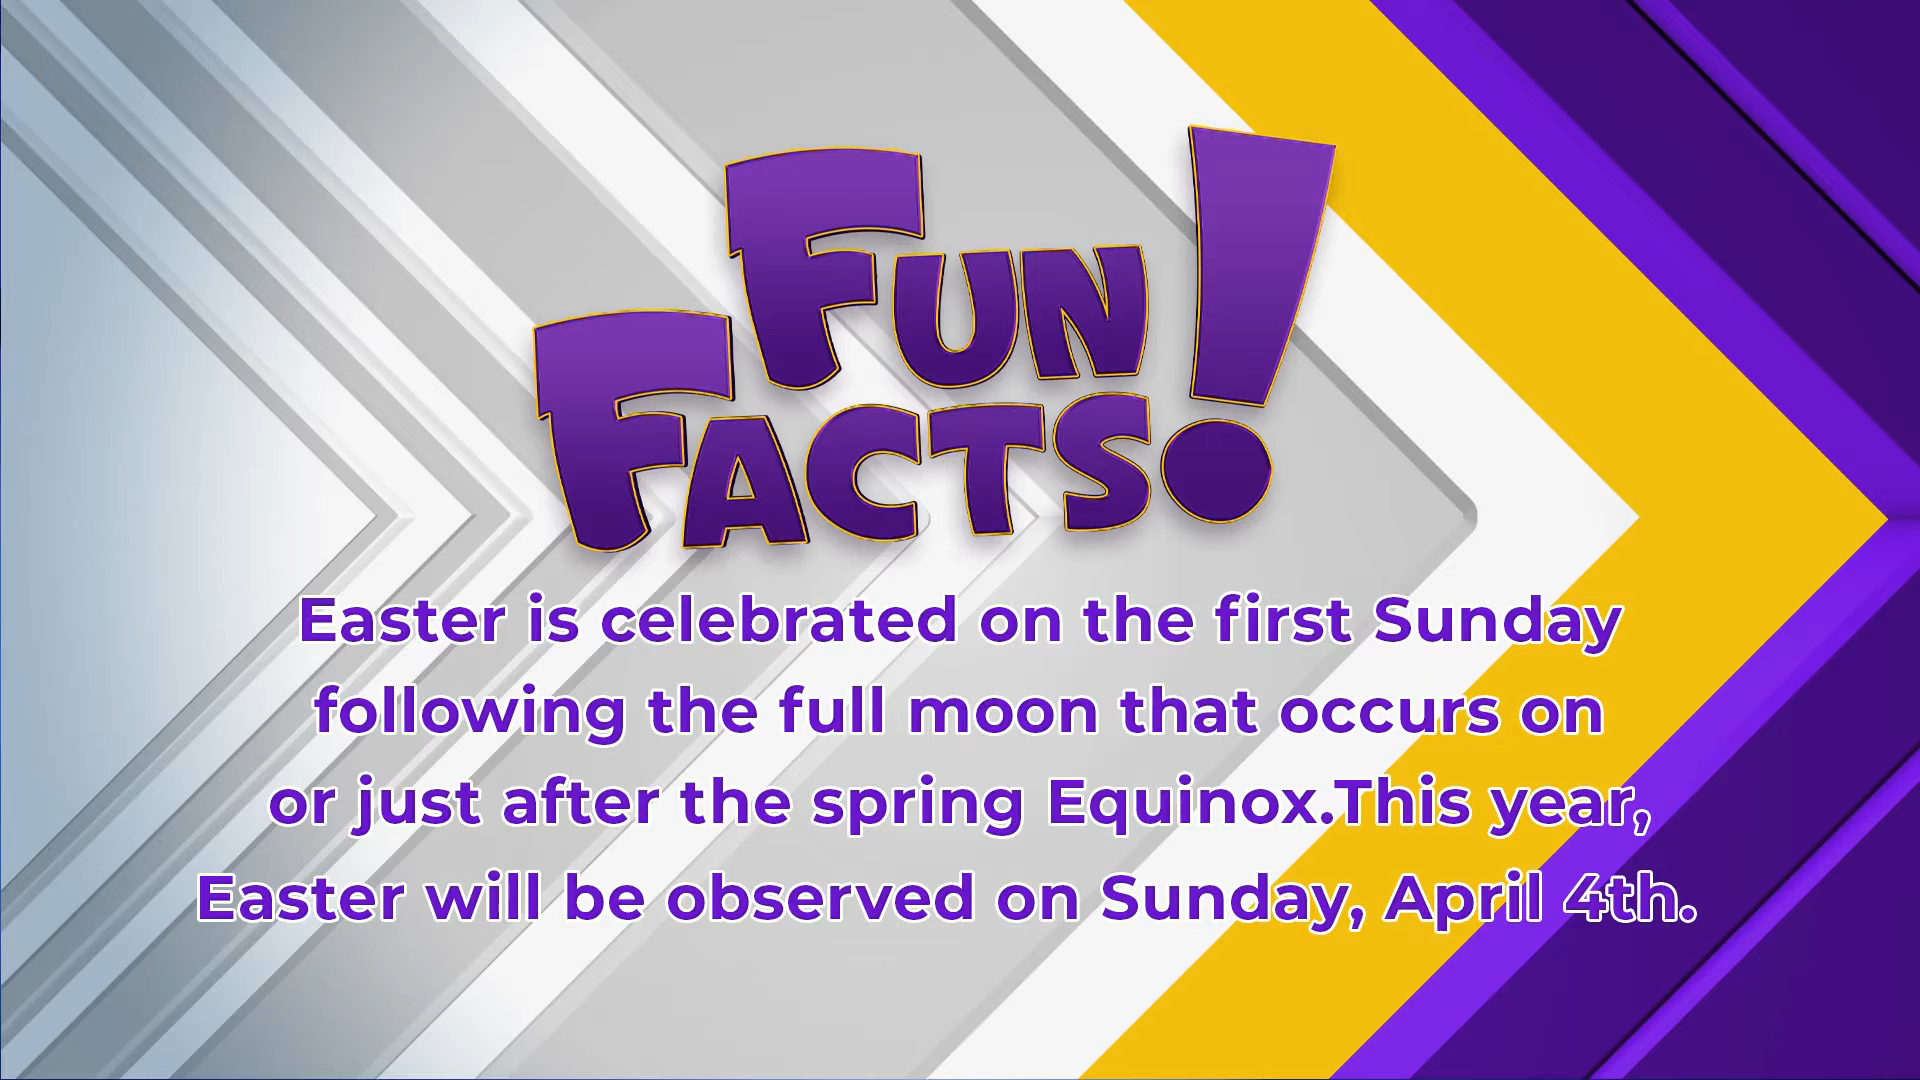 FUN
FACTS!
Easter is celebrated on the first Sunday
following the full moon that occurs on
or just after the spring Equinox.This year,
Easter will be observed on Sunday, April 4th.